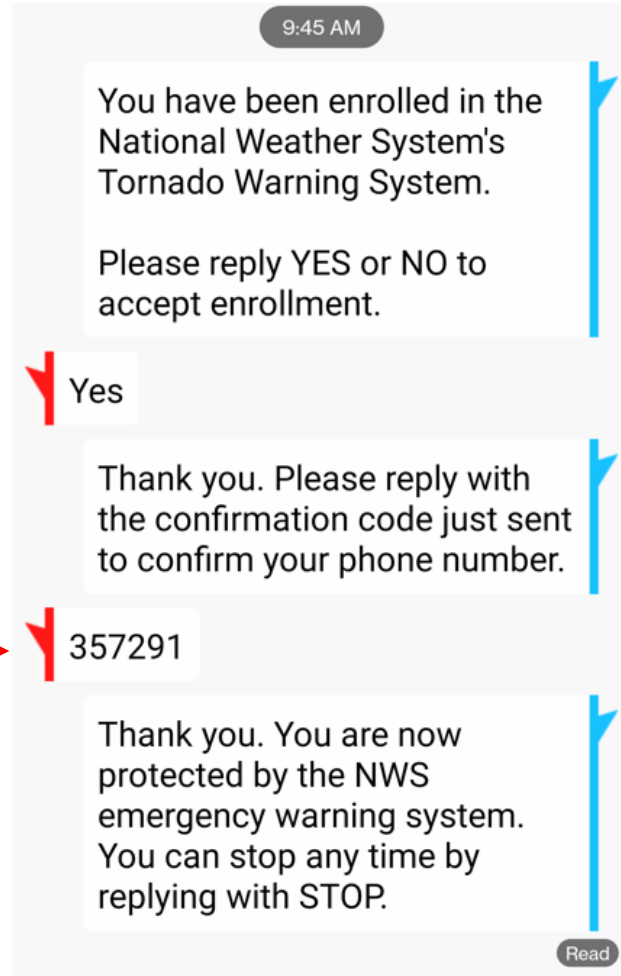 9:45 AM
You have been enrolled in the
National Weather System's
Tornado Warning System.
Please reply YES or NO to
accept enrollment.
Yes
Thank you. Please reply with
the confirmation code just sent
to confirm your phone number.
357291
Thank you. You are now
protected by the NWS
emergency warning system.
You can stop any time by
replying with STOP.
Read